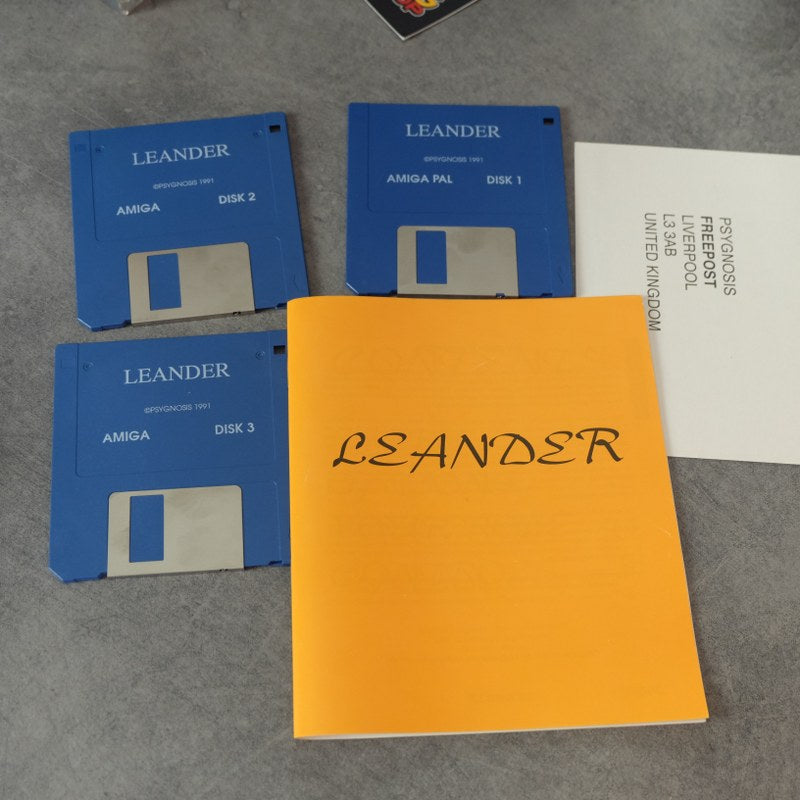 LEANDER
©PSYGNOSIS 1991
AMIGA DISK 2
LEANDER
©PSYGNOSIS 1991
AMIGA PAL DISK 1
PSYGNOSIS
FREEPOST
LIVERPOOL
L3 3AB
UNITED KINGDOM
LEANDER
©PSYGNOSIS 1991
AMIGA DISK 3
LEANDER